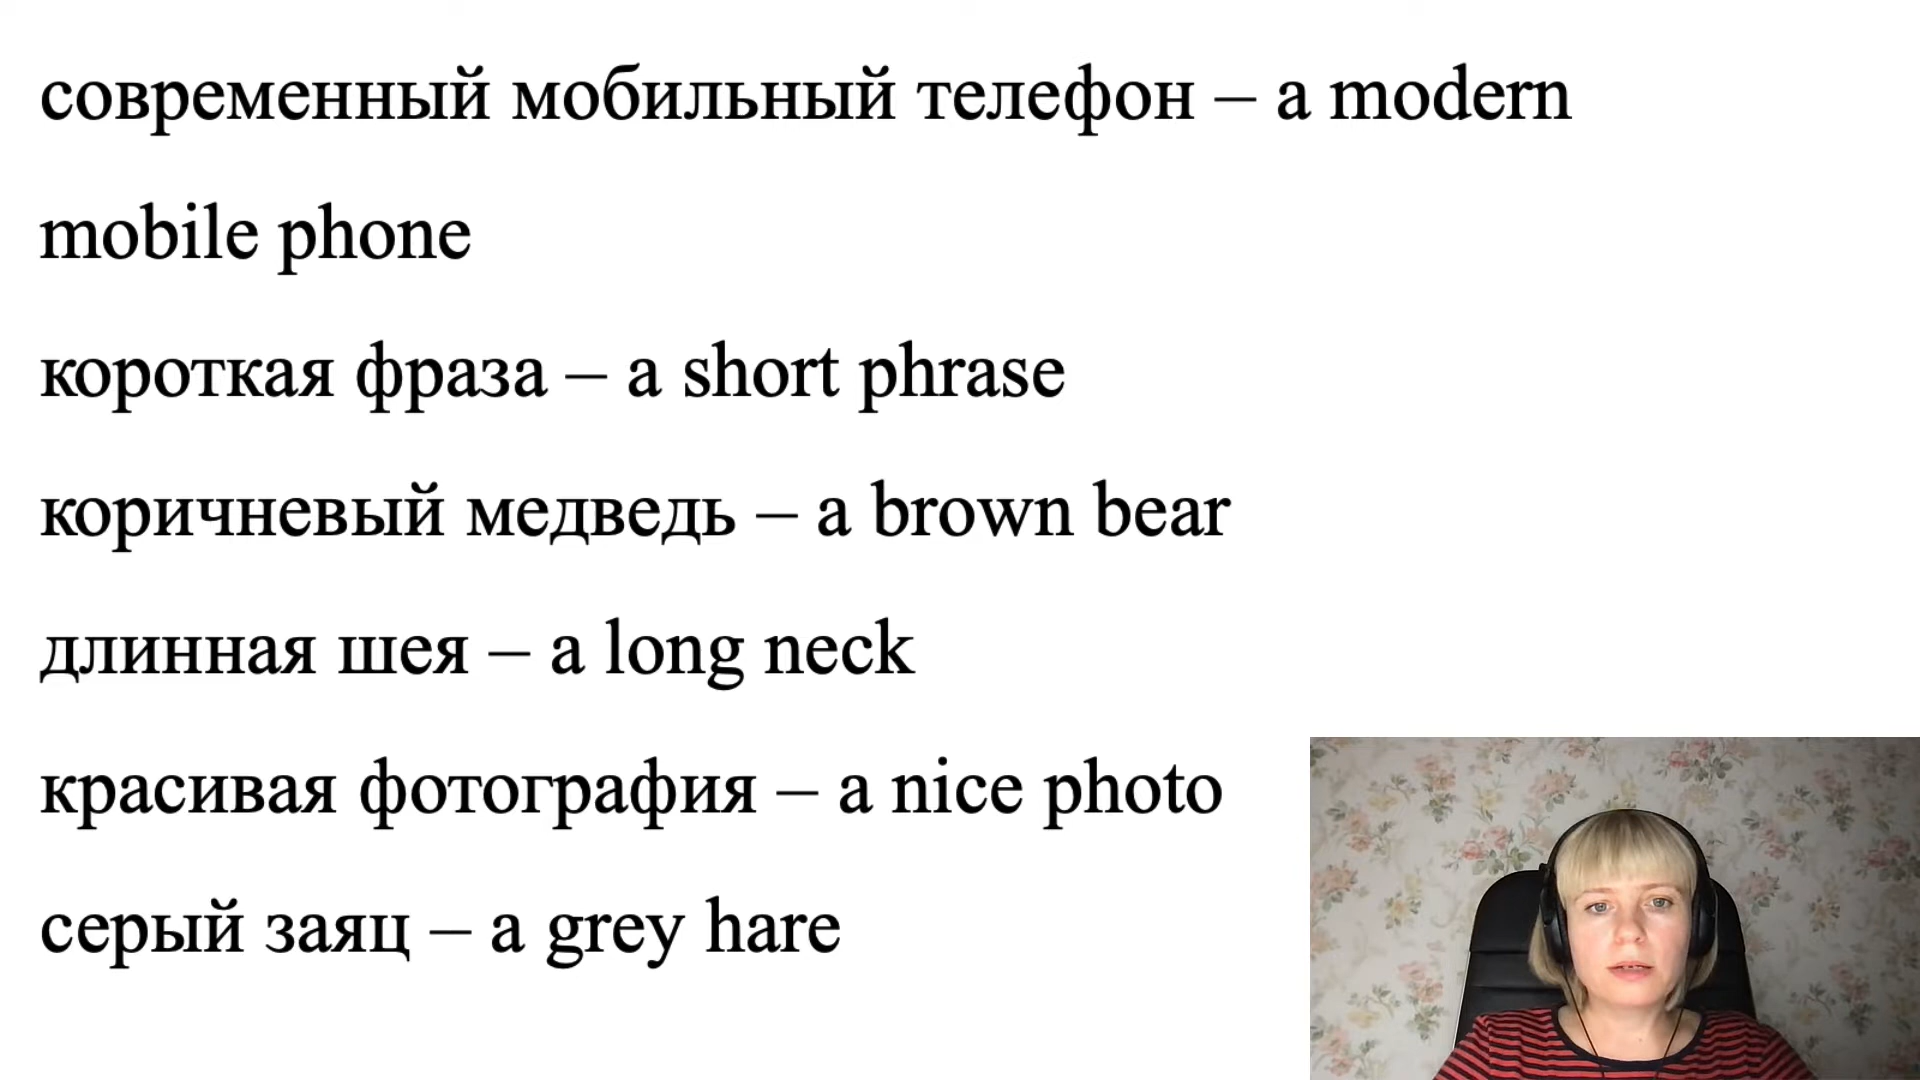 современный мобильный телефон – a modern
mobile phone
короткая фраза – a short phrase
коричневый медведь – a brown bear
длинная шея – a long neck
красивая фотография – a nice photo
серый заяц – a grey hare